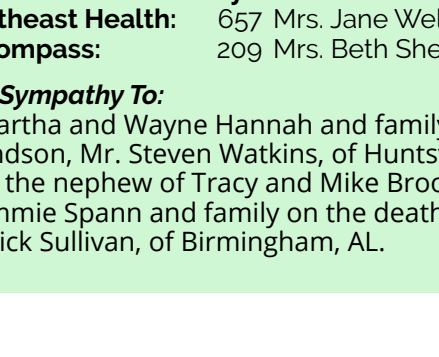 theast Health: 657 Mrs. Jane Wel
ompass: 209 Mrs. Beth She
Sympathy To:
artha and Wayne Hannah and family
ndson, Mr. Steven Watkins, of Hunts
the nephew of Tracy and Mike Broo
mmie Spann and family on the death
ick Sullivan, of Birmingham, AL.